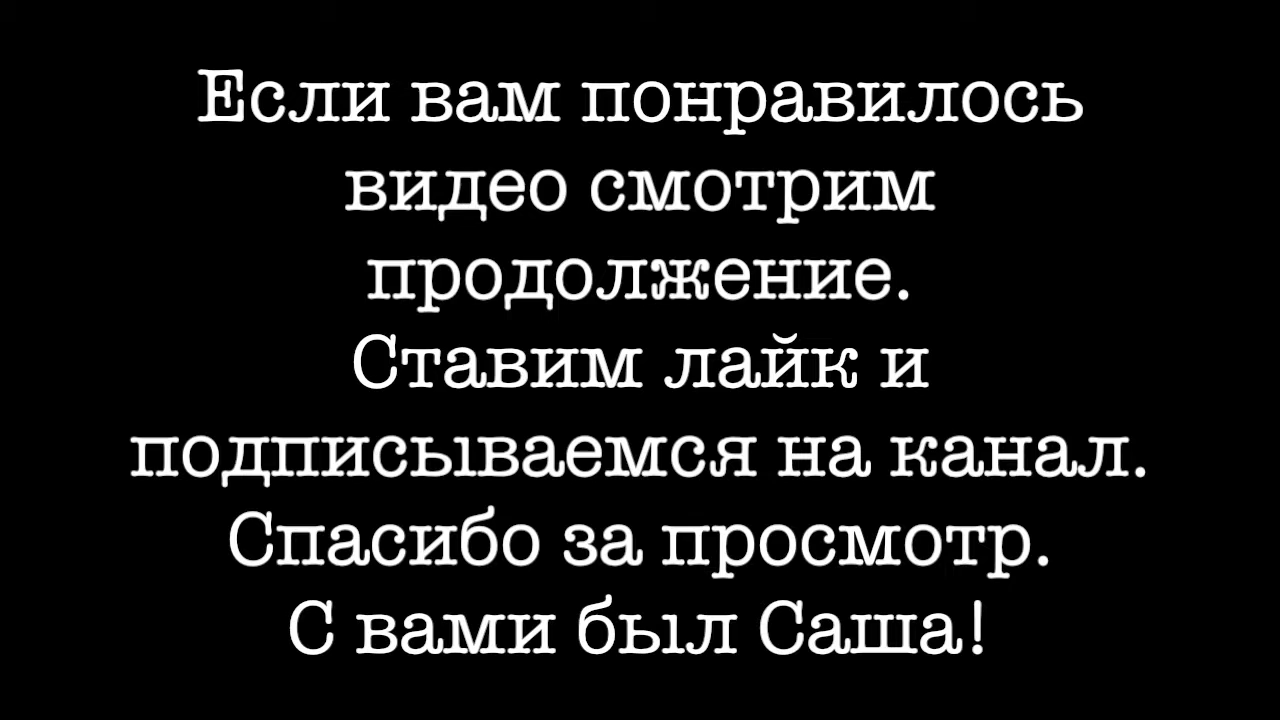 Если вам понравилось
видео смотрим
продолжение.
Ставим лайк и
подписываемся на канал.
Спасибо за просмотр.
С вами был Саша!